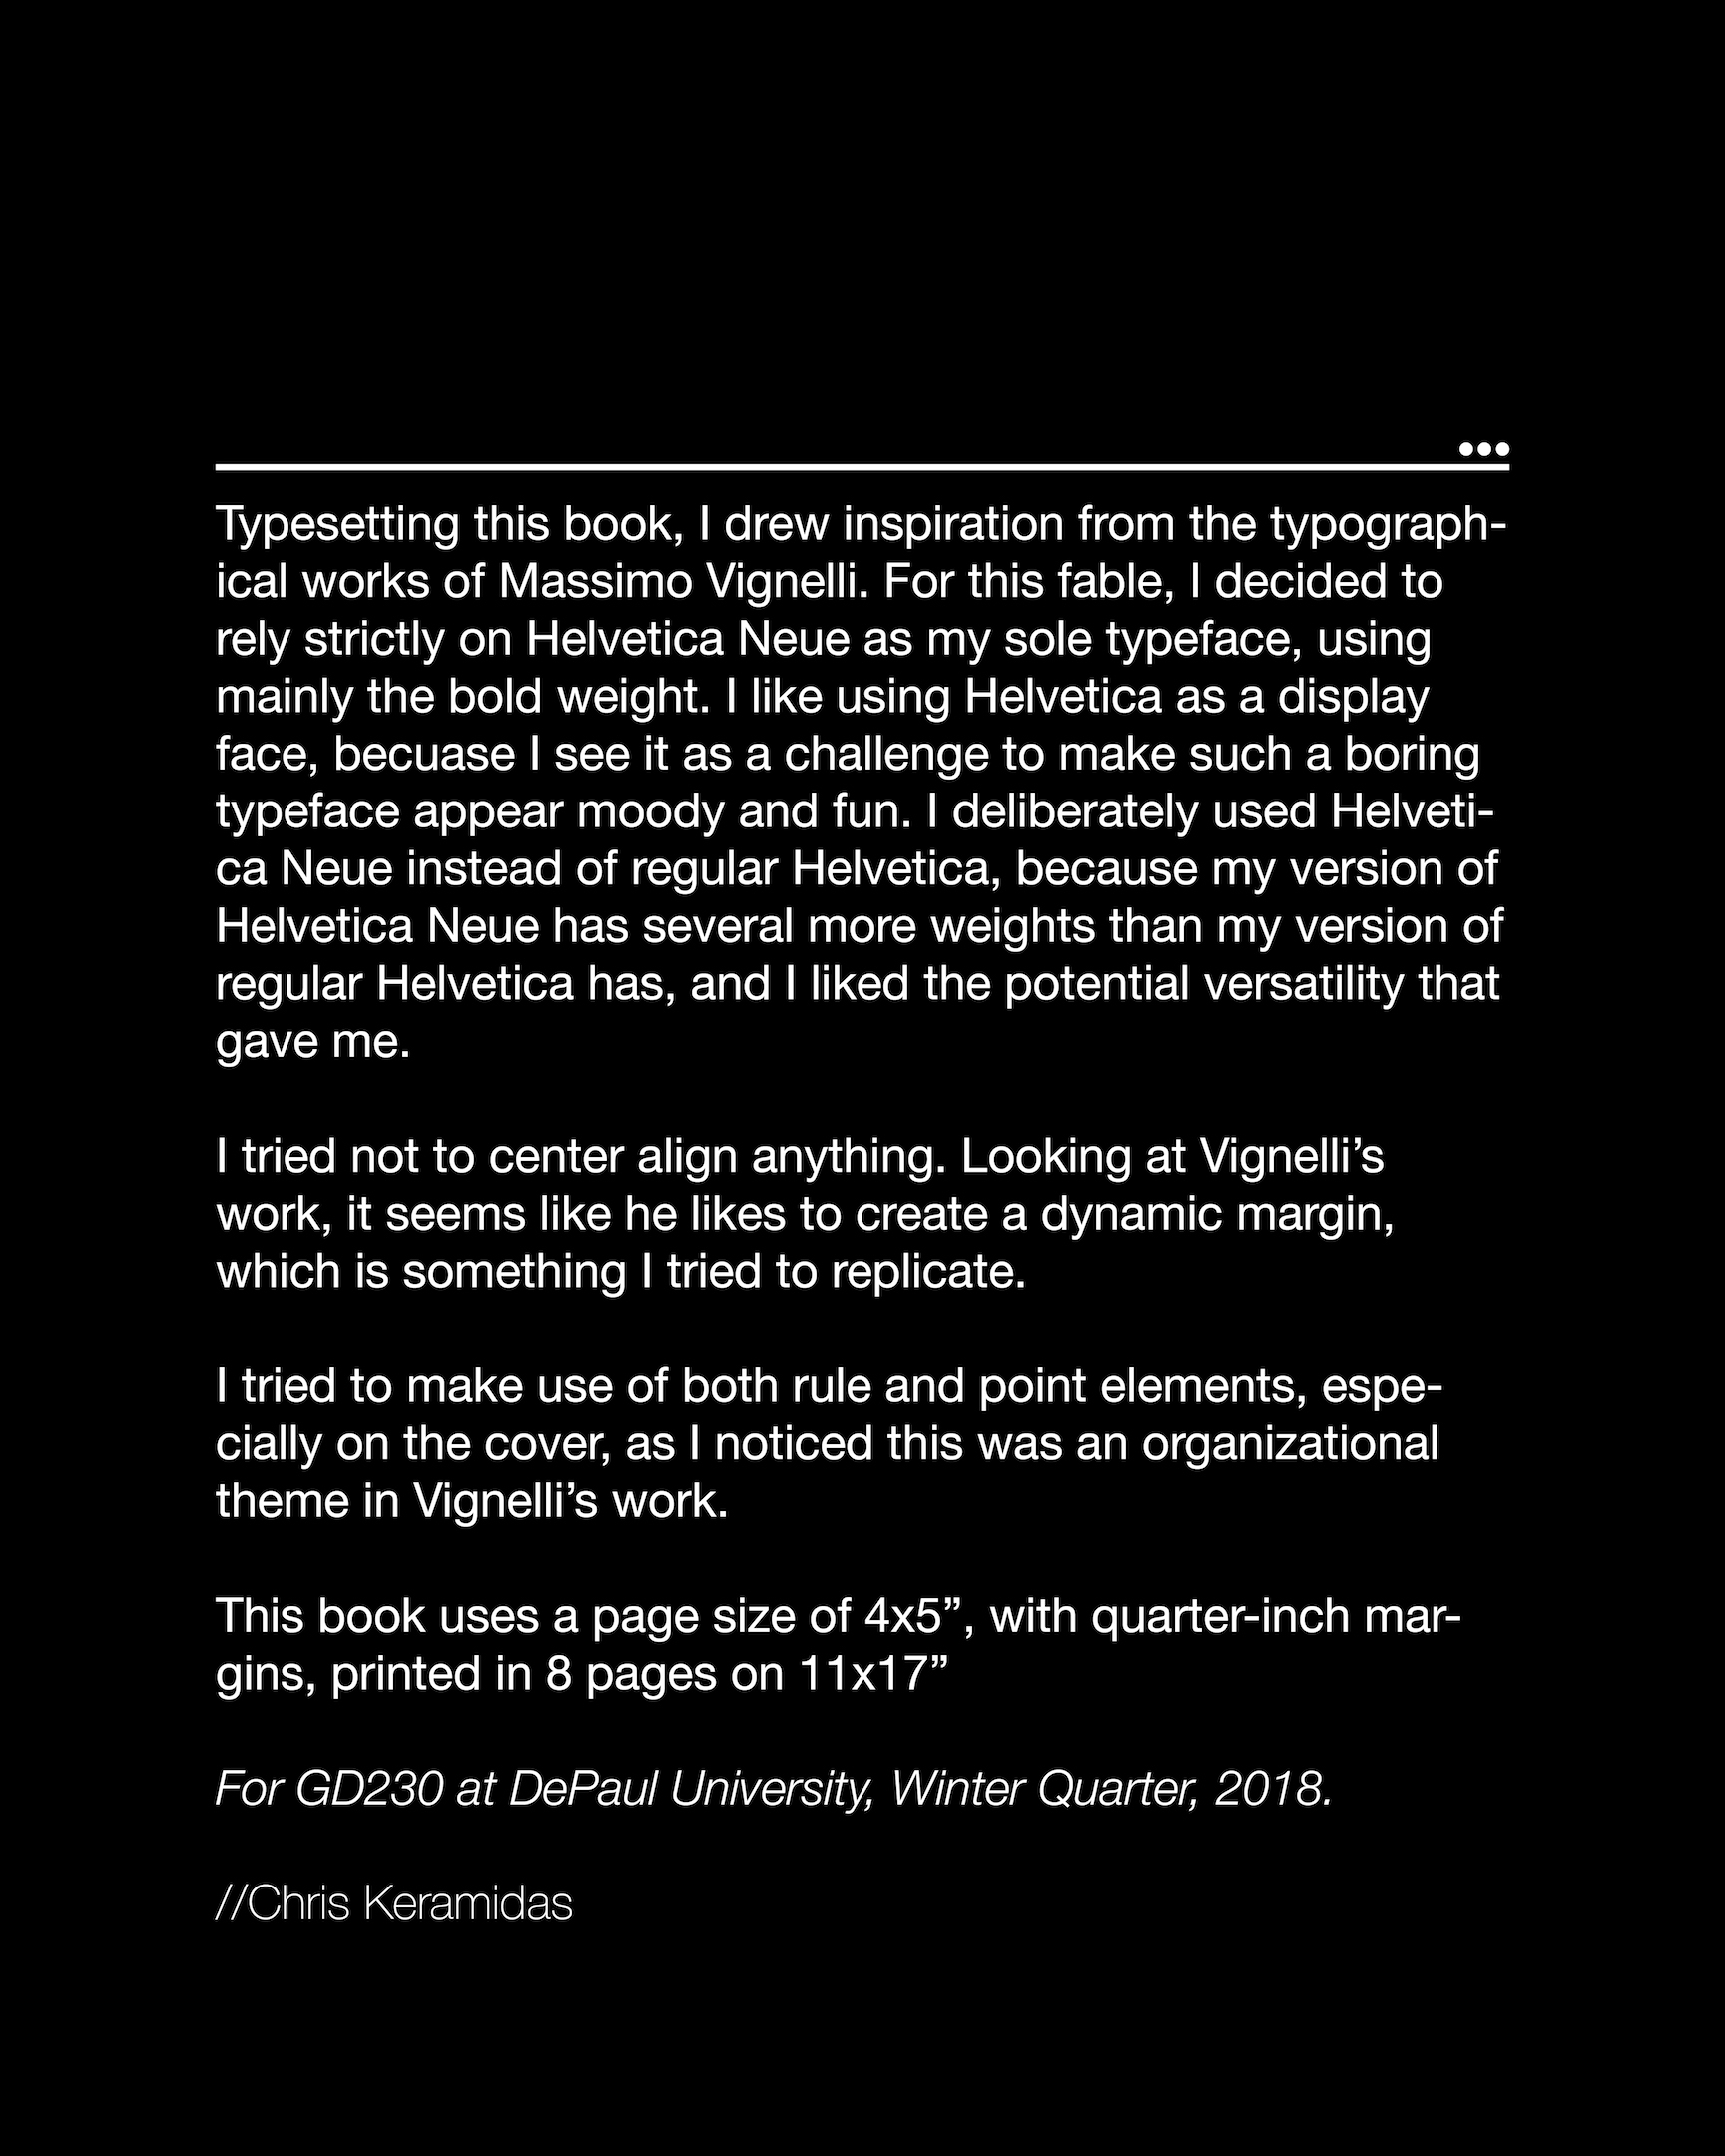 Typesetting this book, I drew inspiration from the typograph-
ical works of Massimo Vignelli. For this fable, I decided to
rely strictly on Helvetica Neue as my sole typeface, using
mainly the bold weight. I like using Helvetica as a display
face, becuase I see it as a challenge to make such a boring
typeface appear moody and fun. I deliberately used Helveti-
ca Neue instead of regular Helvetica, because my version of
Helvetica Neue has several more weights than my version of
regular Helvetica has, and I liked the potential versatility that
gave me.
I tried not to center align anything. Looking at Vignelli’s
work, it seems like he likes to create a dynamic margin,
which is something I tried to replicate.
I tried to make use of both rule and point elements, espe-
cially on the cover, as I noticed this was an organizational
theme in Vignelli’s work.
This book uses a page size of 4x5”, with quarter-inch mar-
gins, printed in 8 pages on 11x17”
For GD230 at DePaul University, Winter Quarter, 2018.
//Chris Keramidas